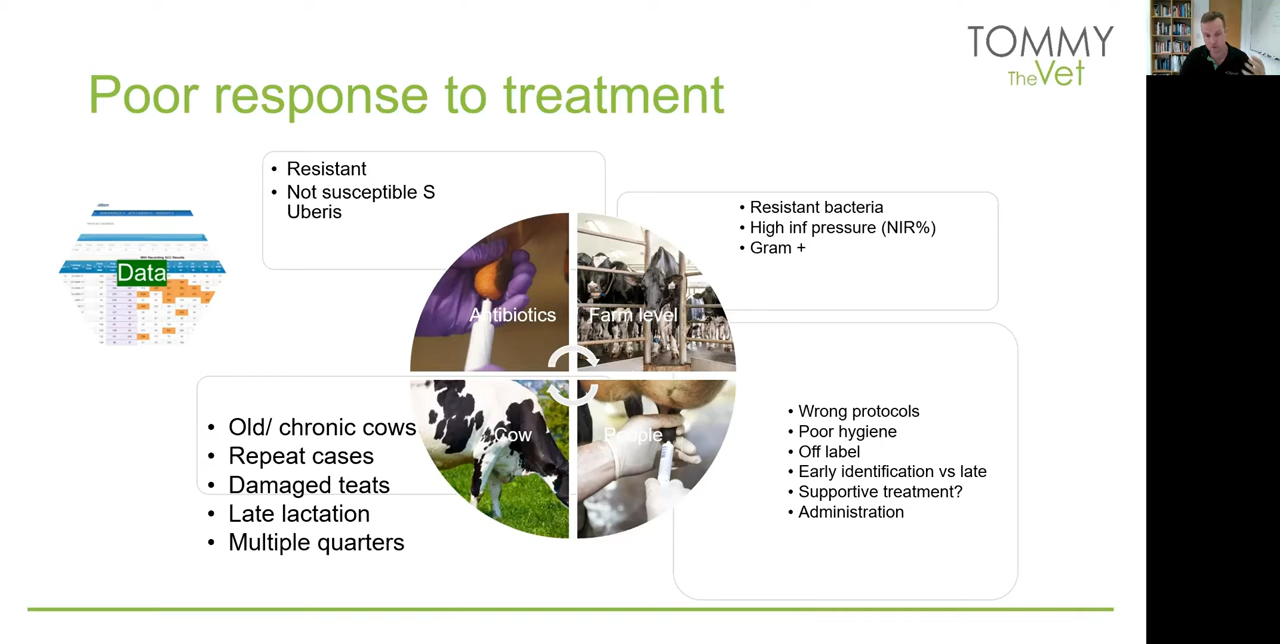 TOMMY
TheVet
Poor response to treatment
• Resistant
• Not susceptible S
Uberis
• Resistant bacteria
• High inf pressure (NIR%)
• Gram +
Data
Antibiotics
Farm level
• Old/ chronic cows
• Repeat cases
• Damaged teats
• Late lactation
• Multiple quarters
Cow
People
• Wrong protocols
• Poor hygiene
• Off label
• Early identification vs late
• Supportive treatment?
• Administration